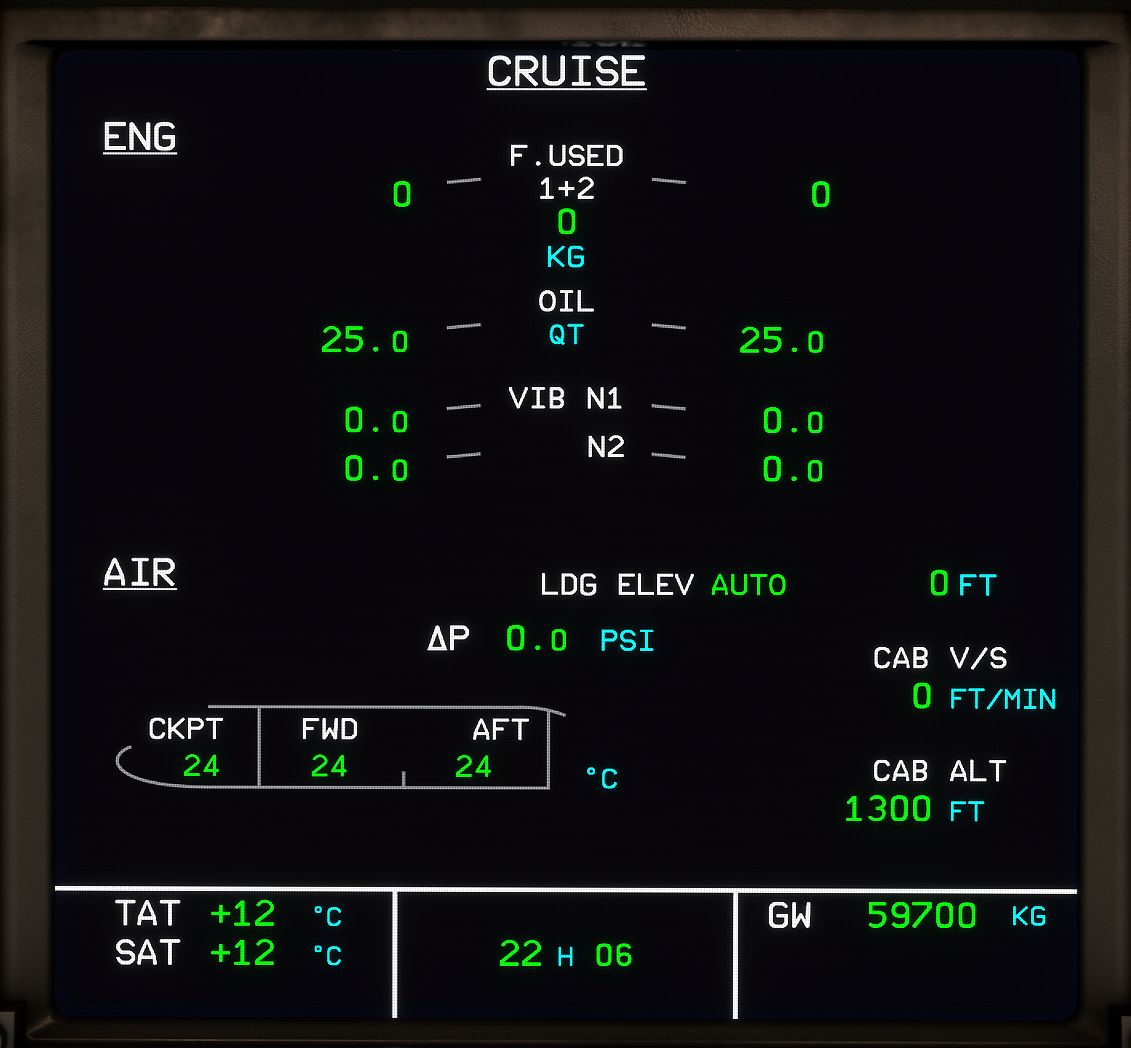 CRUISE
ENG
F.USED
0 1+2 0
0
KG
OIL
25.0 QT 25.0
VIB N1
0.0 0.0
N2
0.0 0.0
AIR
LDG ELEV AUTO 0 FT
ΔP 0.0 PSI
CAB V/S
0 FT/MIN
CKPT FWD AFT
24 24 24 °C
CAB ALT
1300 FT
TAT +12 °C
SAT +12 °C
22 H 06
GW 59700 KG